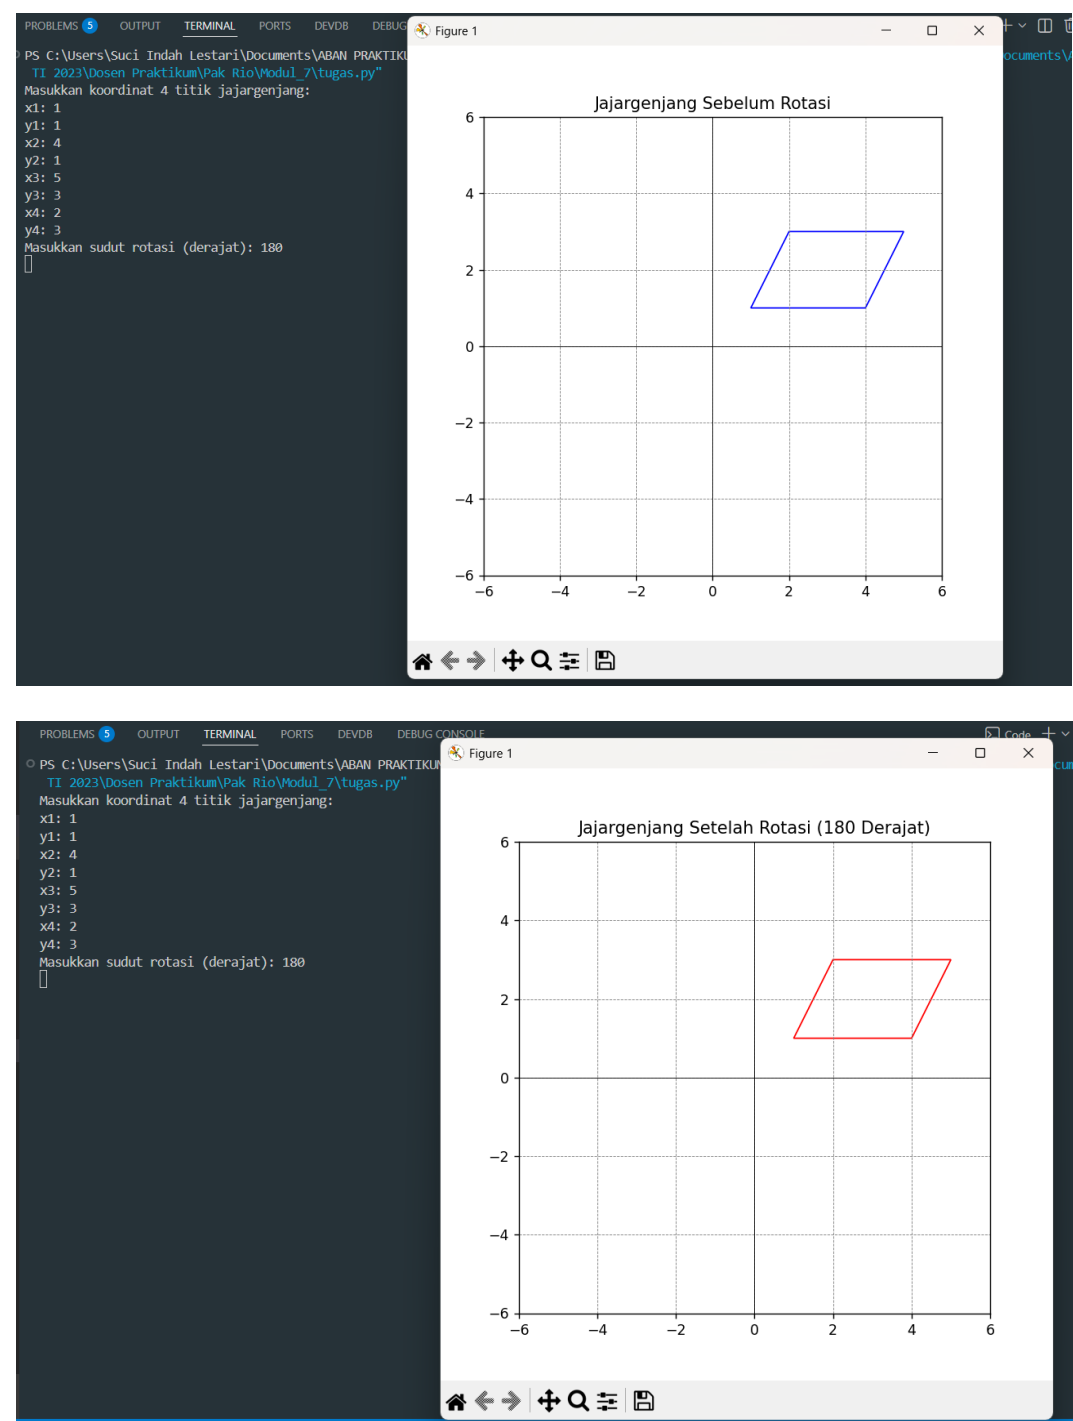 PROBLEMS 5 OUTPUT TERMINAL PORTS DEVDB DEBUG
PS C:\Users\Suci Indah Lestari\Documents\ABAN PRAKTIKU ocuments\A
TI 2023\Dosen Praktikum\Pak Rio\Modul_7\tugas.py"
Masukkan koordinat 4 titik jajargenjang:
x1: 1
y1: 1
x2: 4
y2: 1
x3: 5
y3: 3
x4: 2
y4: 3
Masukkan sudut rotasi (derajat): 180
Figure 1
Jajargenjang Sebelum Rotasi
6
4
2
0
−2
−4
−6
−6 −4 −2 0 2 4 6
PROBLEMS 5 OUTPUT TERMINAL PORTS DEVDB DEBUG CONSOLE Code
PS C:\Users\Suci Indah Lestari\Documents\ABAN PRAKTIKUM cum
TI 2023\Dosen Praktikum\Pak Rio\Modul_7\tugas.py"
Masukkan koordinat 4 titik jajargenjang:
x1: 1
y1: 1
x2: 4
y2: 1
x3: 5
y3: 3
x4: 2
y4: 3
Masukkan sudut rotasi (derajat): 180
Figure 1
Jajargenjang Setelah Rotasi (180 Derajat)
6
4
2
0
−2
−4
−6
−6 −4 −2 0 2 4 6